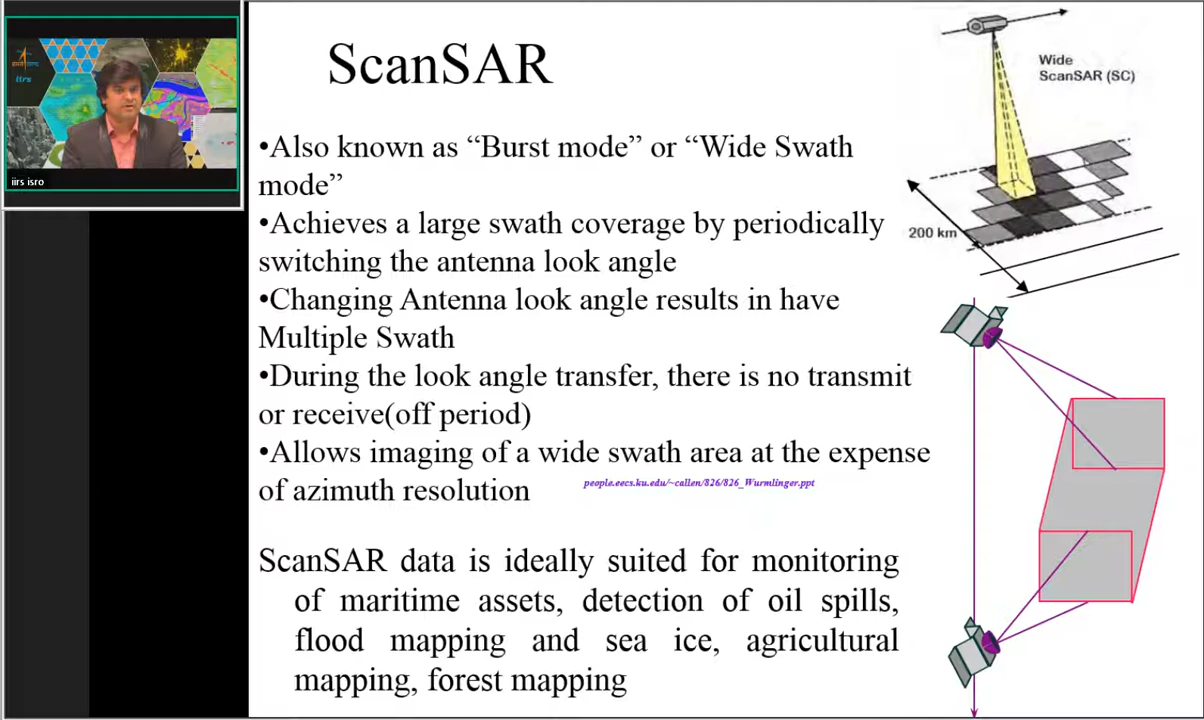 ScanSAR
Wide
ScanSAR (SC)
•Also known as “Burst mode” or “Wide Swath
mode”
•Achieves a large swath coverage by periodically
switching the antenna look angle
•Changing Antenna look angle results in have
Multiple Swath
•During the look angle transfer, there is no transmit
or receive(off period)
•Allows imaging of a wide swath area at the expense
of azimuth resolution
people.eecs.ku.edu/~callen/826/826_Wurmlinger.ppt
ScanSAR data is ideally suited for monitoring
of maritime assets, detection of oil spills,
flood mapping and sea ice, agricultural
mapping, forest mapping
200 km
iirs
iirs isro